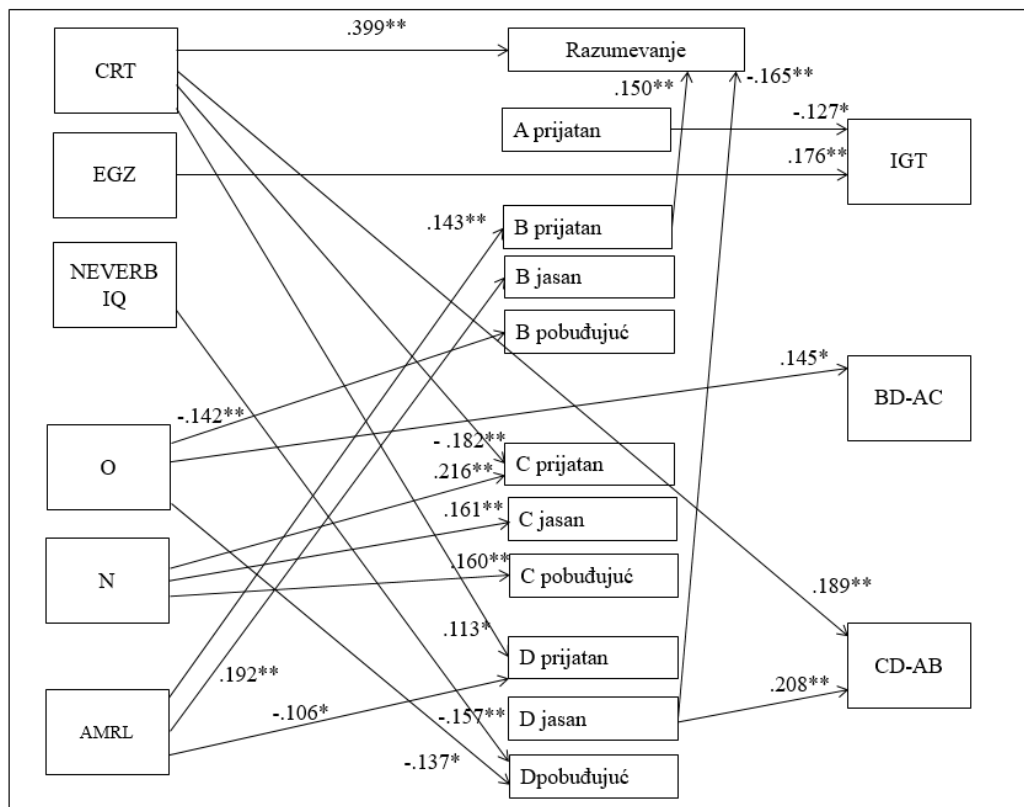 .399**
CRT
Razumevanje
.150**
-.165**
A prijatan
-.127*
EGZ
.176**
IGT
.143**
B prijatan
NEVERB
IQ
B jasan
B pobuđujuć
.145*
BD-AC
-.142**
O
- .182**
C prijatan
.216**
.161**
C jasan
N
.160**
C pobuđujuć
.189**
.113*
D prijatan
CD-AB
.192**
.208**
AMRL
-.106*
-.157**
D jasan
-.137*
Dpobuđujuć